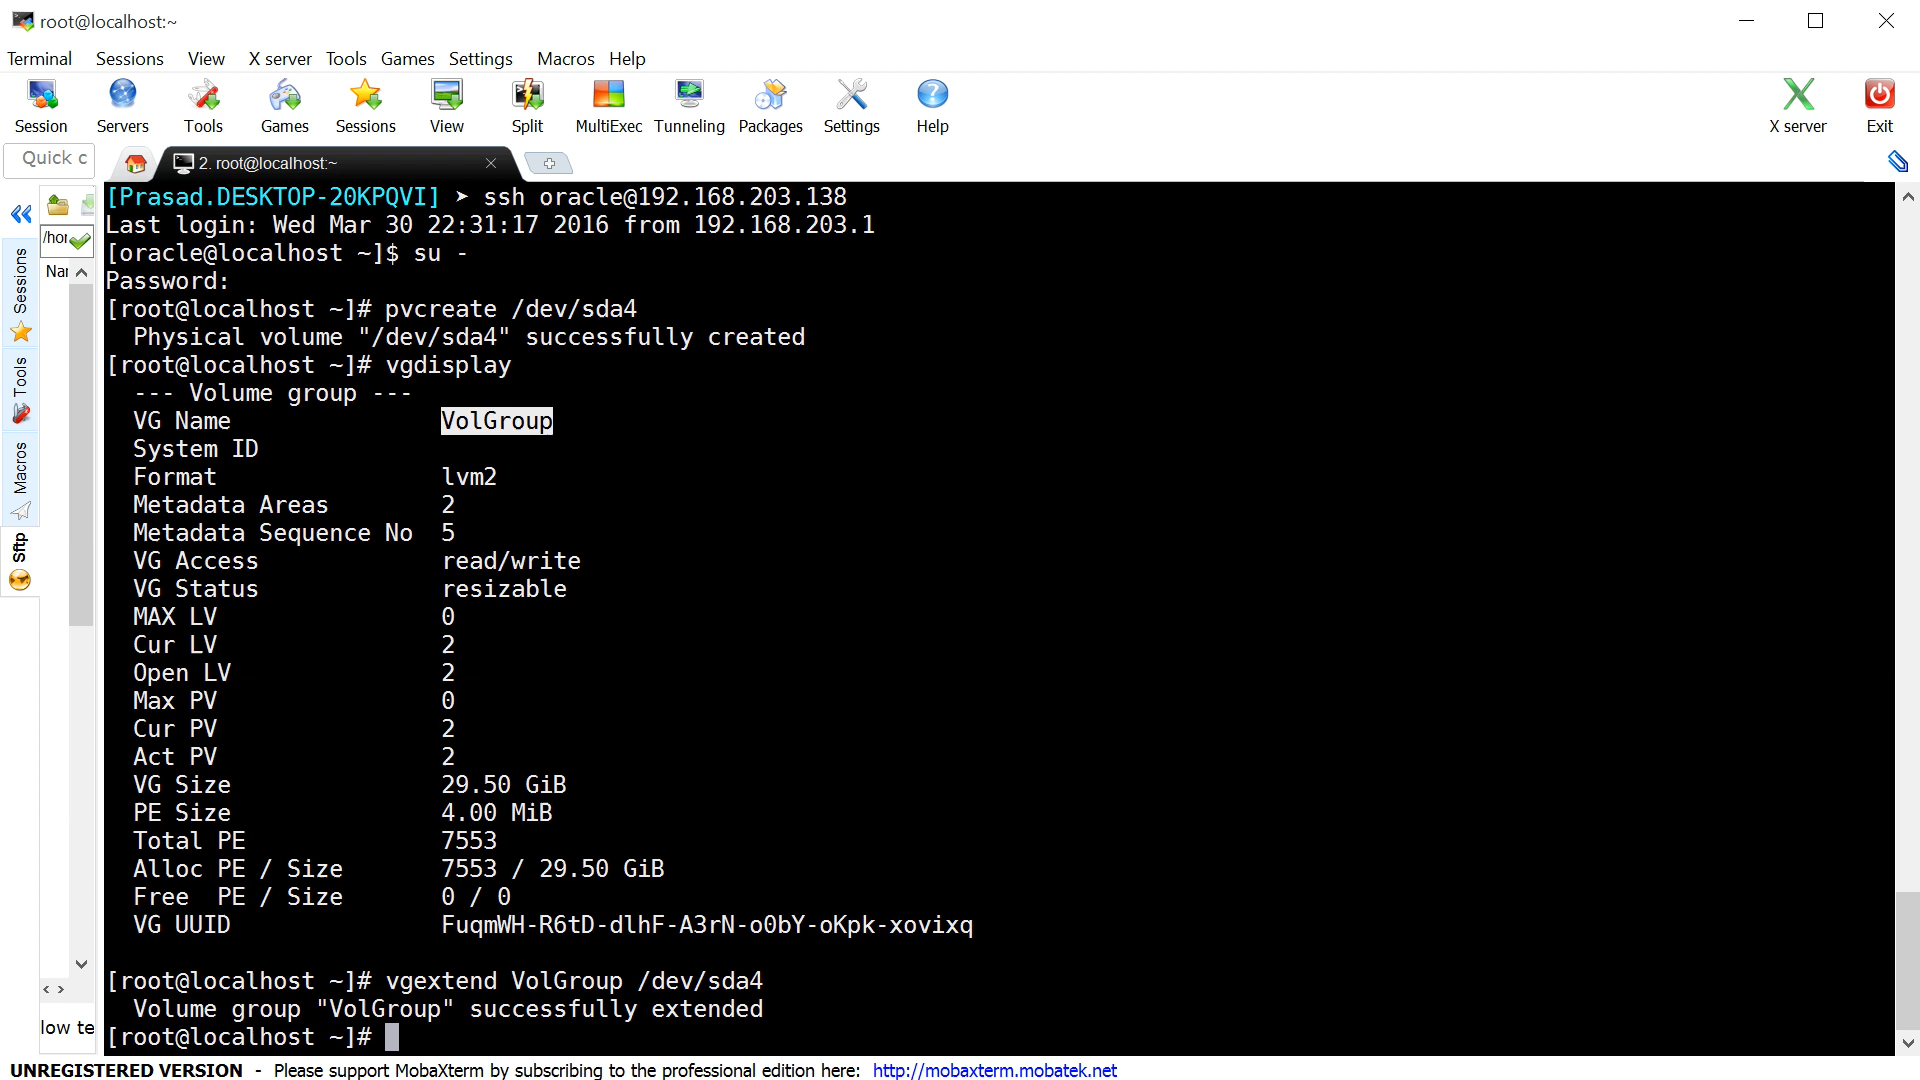 root@localhost:~
Terminal Sessions View X server Tools Games Settings Macros Help
Session Servers Tools Games Sessions View Split MultiExec Tunneling Packages Settings Help X server Exit
Quick c
2. root@localhost:~
[Prasad.DESKTOP-20KPQVI] ➤ ssh oracle@192.168.203.138
Last login: Wed Mar 30 22:31:17 2016 from 192.168.203.1
[oracle@localhost ~]$ su -
Password:
[root@localhost ~]# pvcreate /dev/sda4
  Physical volume "/dev/sda4" successfully created
[root@localhost ~]# vgdisplay
  --- Volume group ---
  VG Name               VolGroup
  System ID
  Format                lvm2
  Metadata Areas        2
  Metadata Sequence No  5
  VG Access             read/write
  VG Status             resizable
  MAX LV                0
  Cur LV                2
  Open LV               2
  Max PV                0
  Cur PV                2
  Act PV                2
  VG Size               29.50 GiB
  PE Size               4.00 MiB
  Total PE              7553
  Alloc PE / Size       7553 / 29.50 GiB
  Free  PE / Size       0 / 0
  VG UUID               FuqmWH-R6tD-dlhF-A3rN-o0bY-oKpk-xovixq
[root@localhost ~]# vgextend VolGroup /dev/sda4
  Volume group "VolGroup" successfully extended
[root@localhost ~]#
Sessions
Tools
Macros
Sftp
/hor
Nar
low te
UNREGISTERED VERSION - Please support MobaXterm by subscribing to the professional edition here: http://mobaxterm.mobatek.net